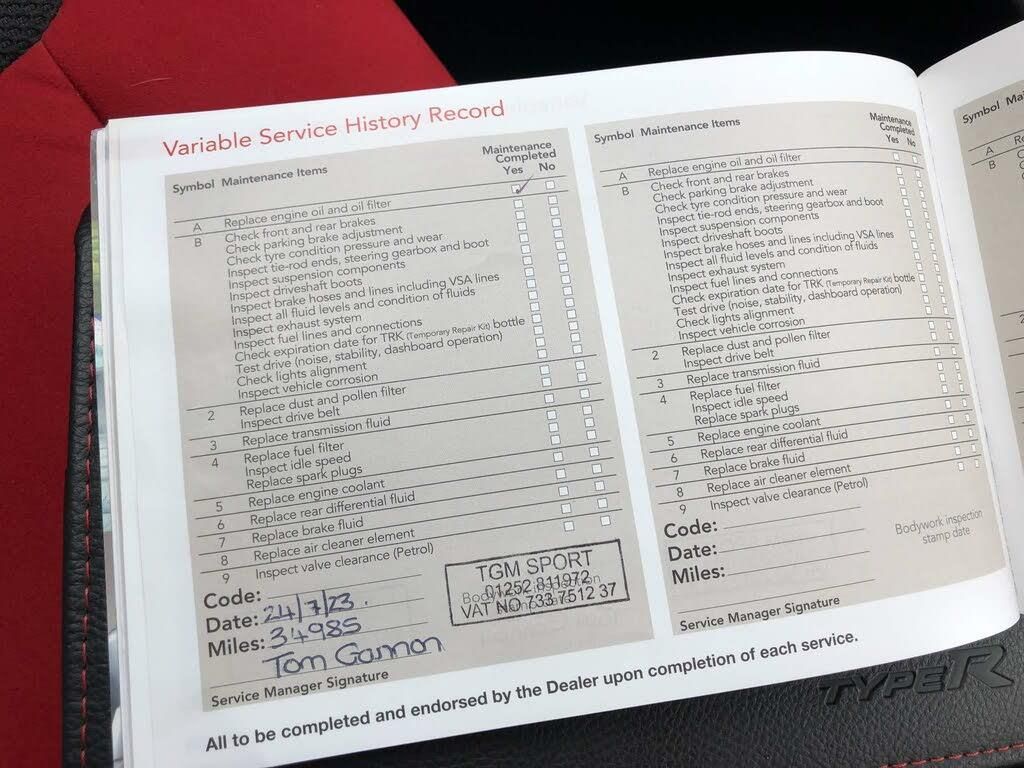 Variable Service History Record
Symbol Maintenance Items
Maintenance
Completed
Yes No
A Replace engine oil and oil filter
B Check front and rear brakes
Check parking brake adjustment
Check tyre condition pressure and wear
Inspect tie-rod ends, steering gearbox and boot
Inspect suspension components
Inspect driveshaft boots
Inspect brake hoses and lines including VSA lines
Inspect all fluid levels and condition of fluids
Inspect exhaust system
Inspect fuel lines and connections
Check expiration date for TRK (Temporary Repair Kit) bottle
Test drive (noise, stability, dashboard operation)
Check lights alignment
Inspect vehicle corrosion
2 Replace dust and pollen filter
Inspect drive belt
3 Replace transmission fluid
4 Replace fuel filter
Inspect idle speed
Replace spark plugs
5 Replace engine coolant
6 Replace rear differential fluid
7 Replace brake fluid
8 Replace air cleaner element
9 Inspect valve clearance (Petrol)
Code:
Date: 24/7/23.
Miles: 34985
Tom Gannon
Service Manager Signature
TGM SPORT
01252 811972
Bodywork inspection
VAT NO 733 7512 37
Symbol Maintenance Items
Maintenance
Completed
Yes No
A Replace engine oil and oil filter
B Check front and rear brakes
Check parking brake adjustment
Check tyre condition pressure and wear
Inspect tie-rod ends, steering gearbox and boot
Inspect suspension components
Inspect driveshaft boots
Inspect brake hoses and lines including VSA lines
Inspect all fluid levels and condition of fluids
Inspect exhaust system
Inspect fuel lines and connections
Check expiration date for TRK (Temporary Repair Kit) bottle
Test drive (noise, stability, dashboard operation)
Check lights alignment
Inspect vehicle corrosion
2 Replace dust and pollen filter
Inspect drive belt
3 Replace transmission fluid
4 Replace fuel filter
Inspect idle speed
Replace spark plugs
5 Replace engine coolant
6 Replace rear differential fluid
7 Replace brake fluid
8 Replace air cleaner element
9 Inspect valve clearance (Petrol)
Code:
Date:
Miles:
Bodywork inspection
stamp date
Service Manager Signature
All to be completed and endorsed by the Dealer upon completion of each service.
Symbol
A
B
TYPE R